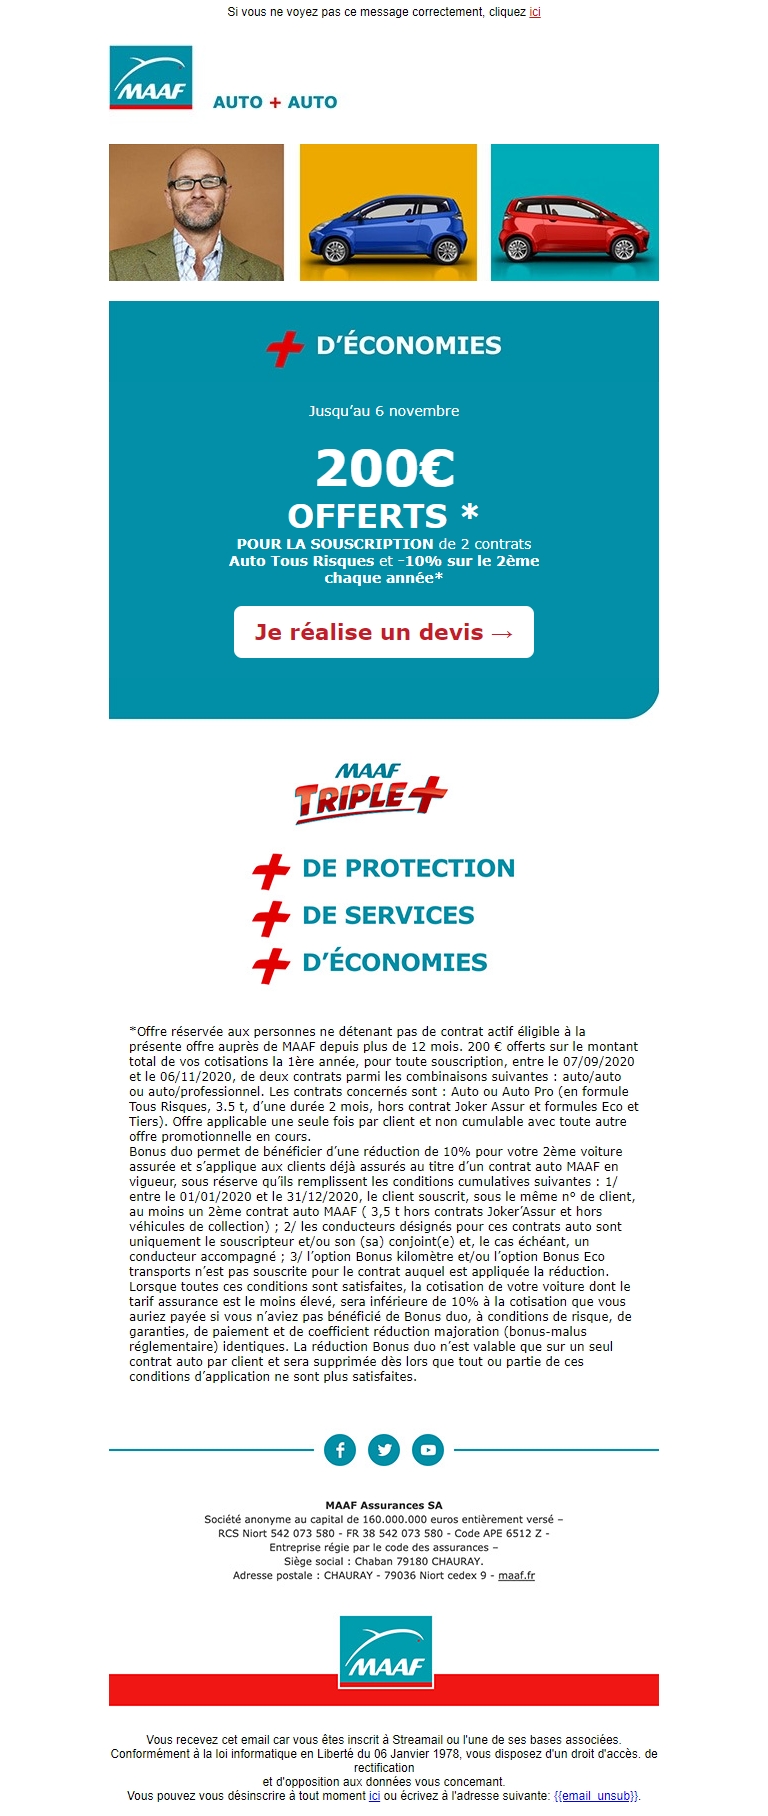 Si vous ne voyez pas ce message correctement, cliquez ici
MAAF
AUTO + AUTO
+ D'ÉCONOMIES
Jusqu'au 6 novembre
200€
OFFERTS *
POUR LA SOUSCRIPTION de 2 contrats
Auto Tous Risques et -10% sur le 2ème
chaque année*
Je réalise un devis →
MAAF
TRIPLE+
+ DE PROTECTION
+ DE SERVICES
+ D'ÉCONOMIES
*Offre réservée aux personnes ne détenant pas de contrat actif éligible à la
présente offre auprès de MAAF depuis plus de 12 mois. 200 € offerts sur le montant
total de vos cotisations la 1ère année, pour toute souscription, entre le 07/09/2020
et le 06/11/2020, de deux contrats parmi les combinaisons suivantes : auto/auto
ou auto/professionnel. Les contrats concernés sont : Auto ou Auto Pro (en formule
Tous Risques, 3.5 t, d'une durée 2 mois, hors contrat Joker Assur et formules Eco et
Tiers). Offre applicable une seule fois par client et non cumulable avec toute autre
offre promotionnelle en cours.
Bonus duo permet de bénéficier d'une réduction de 10% pour votre 2ème voiture
assurée et s'applique aux clients déjà assurés au titre d'un contrat auto MAAF en
vigueur, sous réserve qu'ils remplissent les conditions cumulatives suivantes : 1/
entre le 01/01/2020 et le 31/12/2020, le client souscrit, sous le même n° de client,
au moins un 2ème contrat auto MAAF ( 3,5 t hors contrats Joker'Assur et hors
véhicules de collection) ; 2/ les conducteurs désignés pour ces contrats auto sont
uniquement le souscripteur et/ou son (sa) conjoint(e) et, le cas échéant, un
conducteur accompagné ; 3/ l'option Bonus kilomètre et/ou l'option Bonus Eco
transports n'est pas souscrite pour le contrat auquel est appliquée la réduction.
Lorsque toutes ces conditions sont satisfaites, la cotisation de votre voiture dont le
tarif assurance est le moins élevé, sera inférieure de 10% à la cotisation que vous
auriez payée si vous n'aviez pas bénéficié de Bonus duo, à conditions de risque, de
garanties, de paiement et de coefficient réduction majoration (bonus-malus
réglementaire) identiques. La réduction Bonus duo n'est valable que sur un seul
contrat auto par client et sera supprimée dès lors que tout ou partie de ces
conditions d'application ne sont plus satisfaites.
MAAF Assurances SA
Société anonyme au capital de 160.000.000 euros entièrement versé –
RCS Niort 542 073 580 - FR 38 542 073 580 - Code APE 6512 Z -
Entreprise régie par le code des assurances –
Siège social : Chaban 79180 CHAURAY.
Adresse postale : CHAURAY - 79036 Niort cedex 9 - maaf.fr
MAAF
Vous recevez cet email car vous êtes inscrit à Streamail ou l'une de ses bases associées.
Conformément à la loi informatique en Liberté du 06 Janvier 1978, vous disposez d'un droit d'accès. de
rectification
et d'opposition aux données vous concernant.
Vous pouvez vous désinscrire à tout moment ici ou écrivez à l'adresse suivante: {{email_unsub}}.